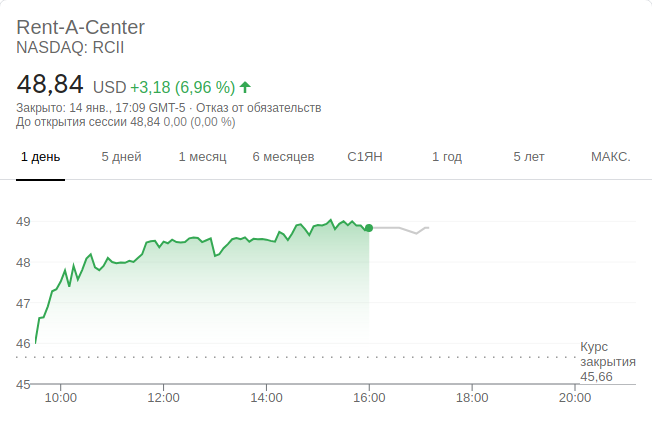 Rent-A-Center
NASDAQ: RCII
48,84 USD +3,18 (6,96 %)
Закрыто: 14 янв., 17:09 GMT-5 · Отказ от обязательств
До открытия сессии 48,84 0,00 (0,00 %)
1 день 5 дней 1 месяц 6 месяцев С1ЯН 1 год 5 лет МАКС.
49
48
47
46
Курс
закрытия
45,66
45
10:00 12:00 14:00 16:00 18:00 20:00